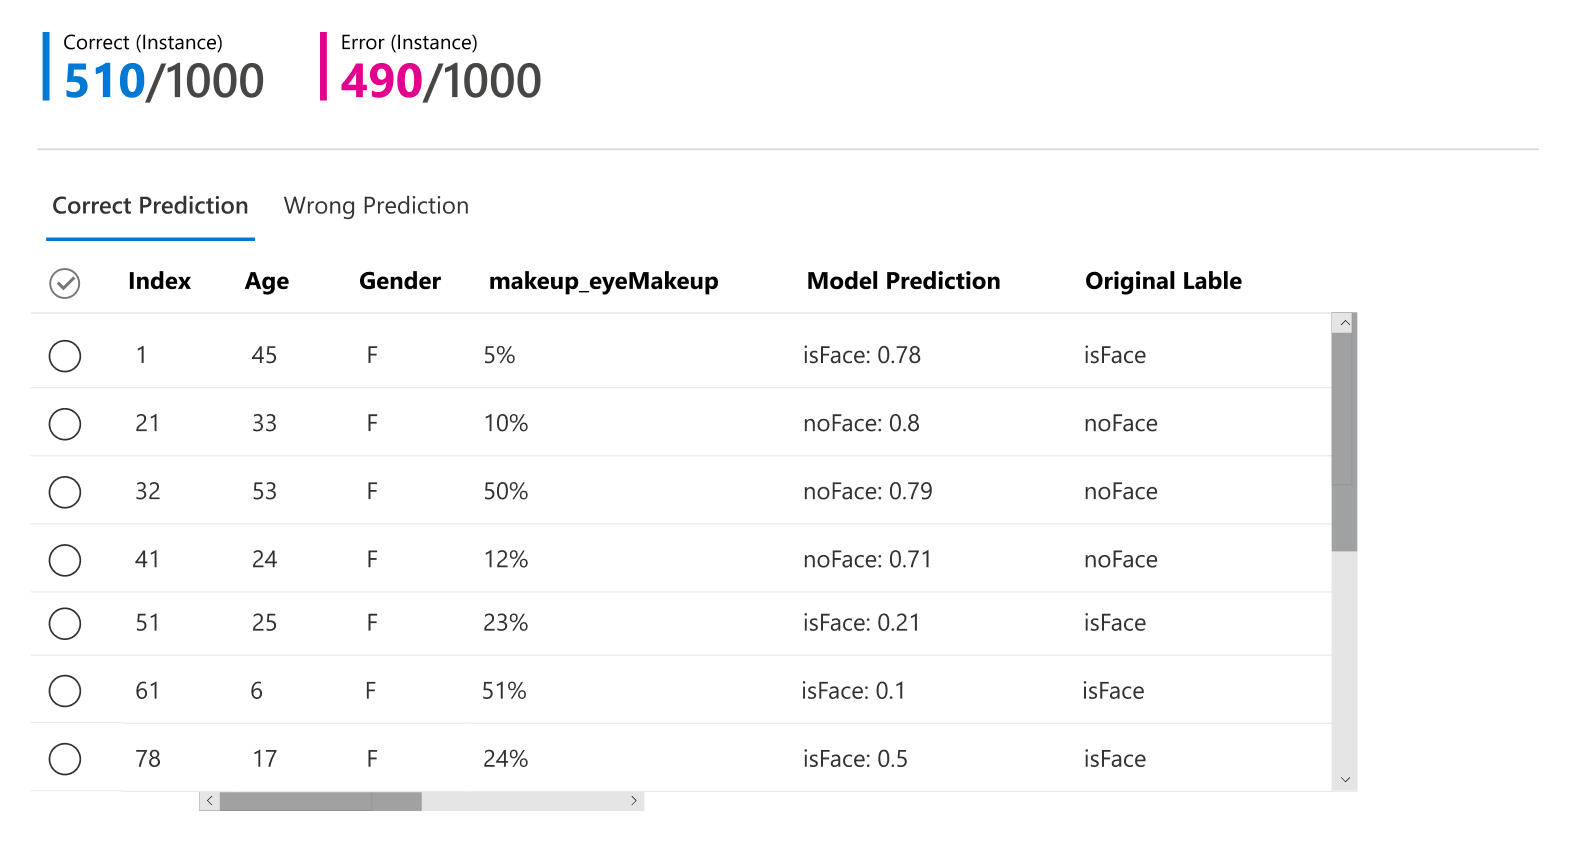 Correct (Instance) Error (Instance)
510/1000 490/1000
Correct Prediction Wrong Prediction
Index Age Gender makeup_eyeMakeup Model Prediction Original Lable
1 45 F 5% isFace: 0.78 isFace
21 33 F 10% noFace: 0.8 noFace
32 53 F 50% noFace: 0.79 noFace
41 24 F 12% noFace: 0.71 noFace
51 25 F 23% isFace: 0.21 isFace
61 6 F 51% isFace: 0.1 isFace
78 17 F 24% isFace: 0.5 isFace